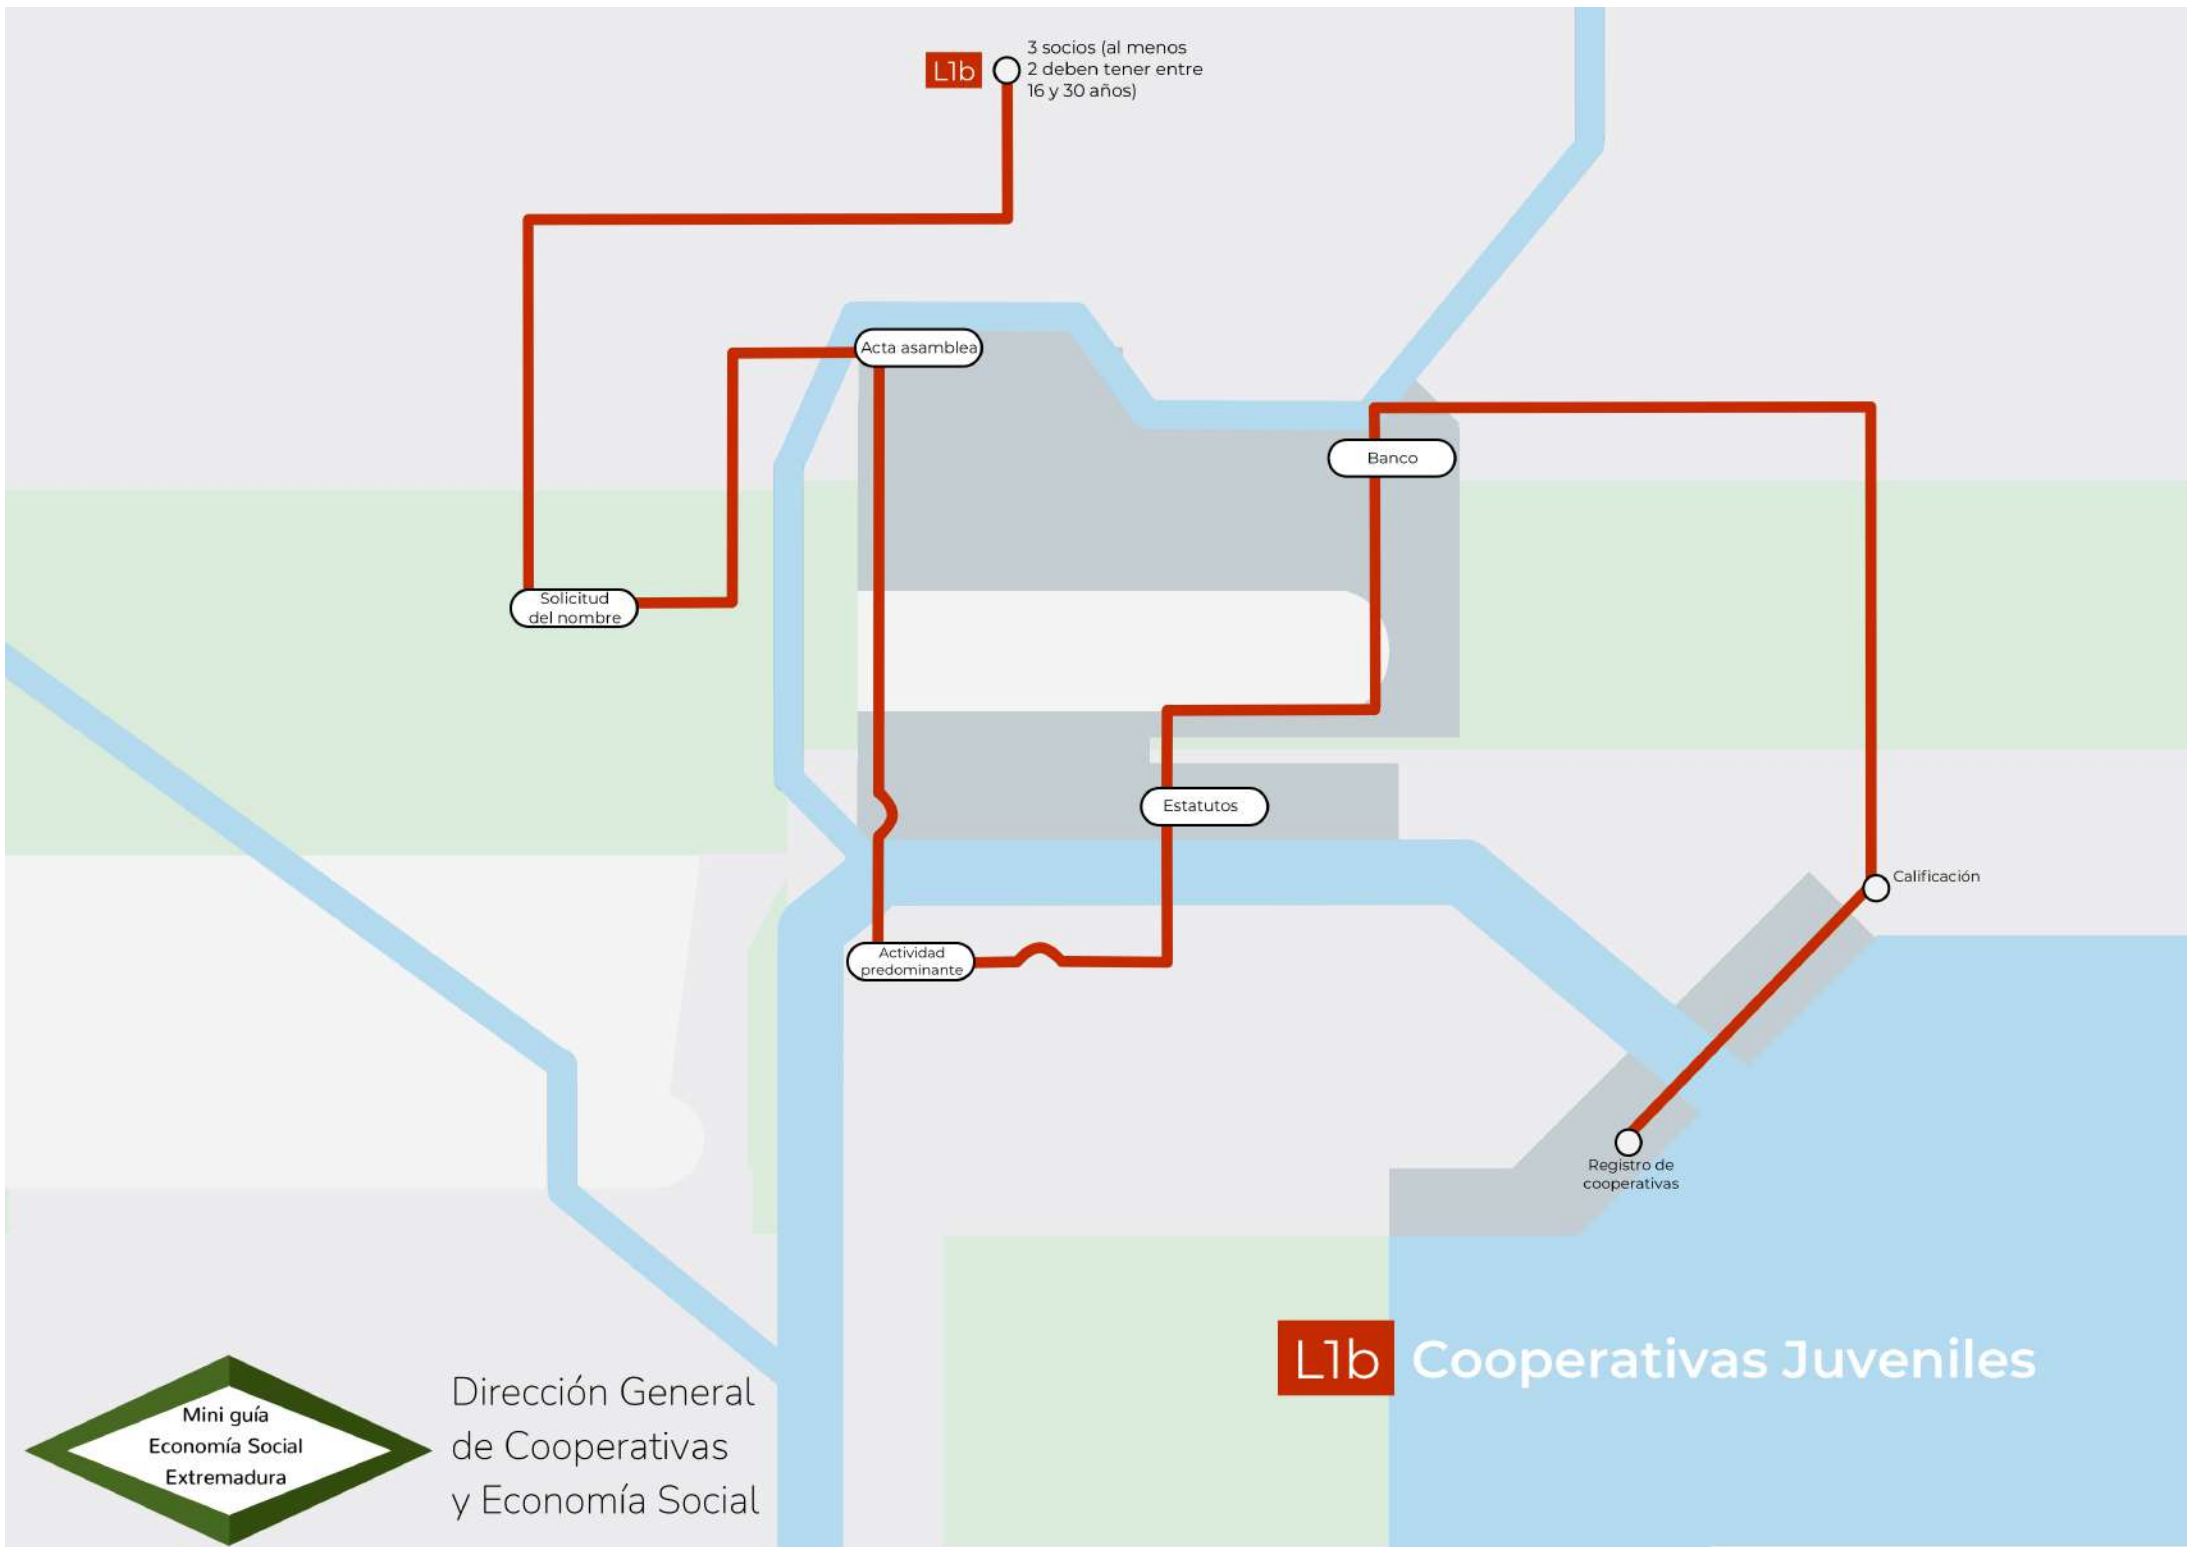 L1b
3 socios (al menos
2 deben tener entre
16 y 30 años)
Acta asamblea
Banco
Solicitud
del nombre
Estatutos
Calificación
Actividad
predominante
Registro de
cooperativas
L1b Cooperativas Juveniles
Mini guía
Economía Social
Extremadura
Dirección General
de Cooperativas
y Economía Social